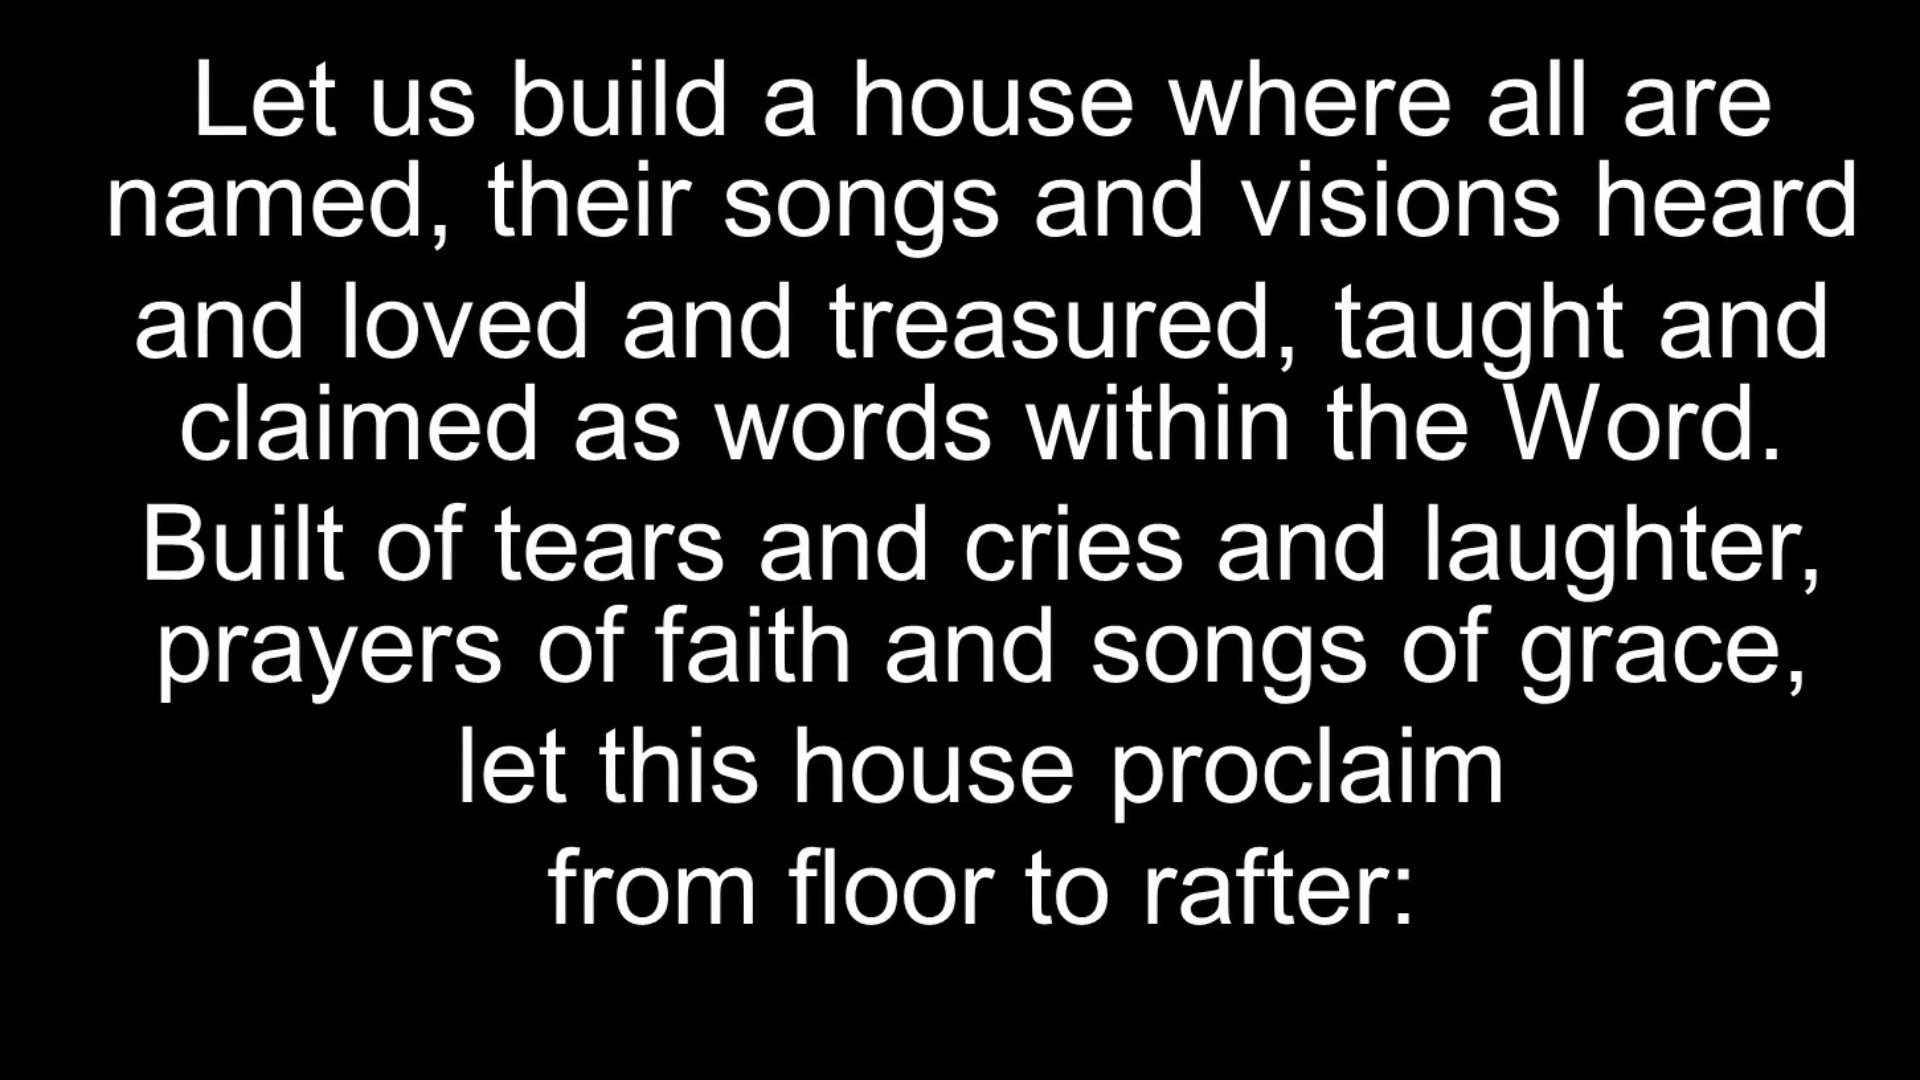 Let us build a house where all are
named, their songs and visions heard
and loved and treasured, taught and
claimed as words within the Word.
Built of tears and cries and laughter,
prayers of faith and songs of grace,
let this house proclaim
from floor to rafter: